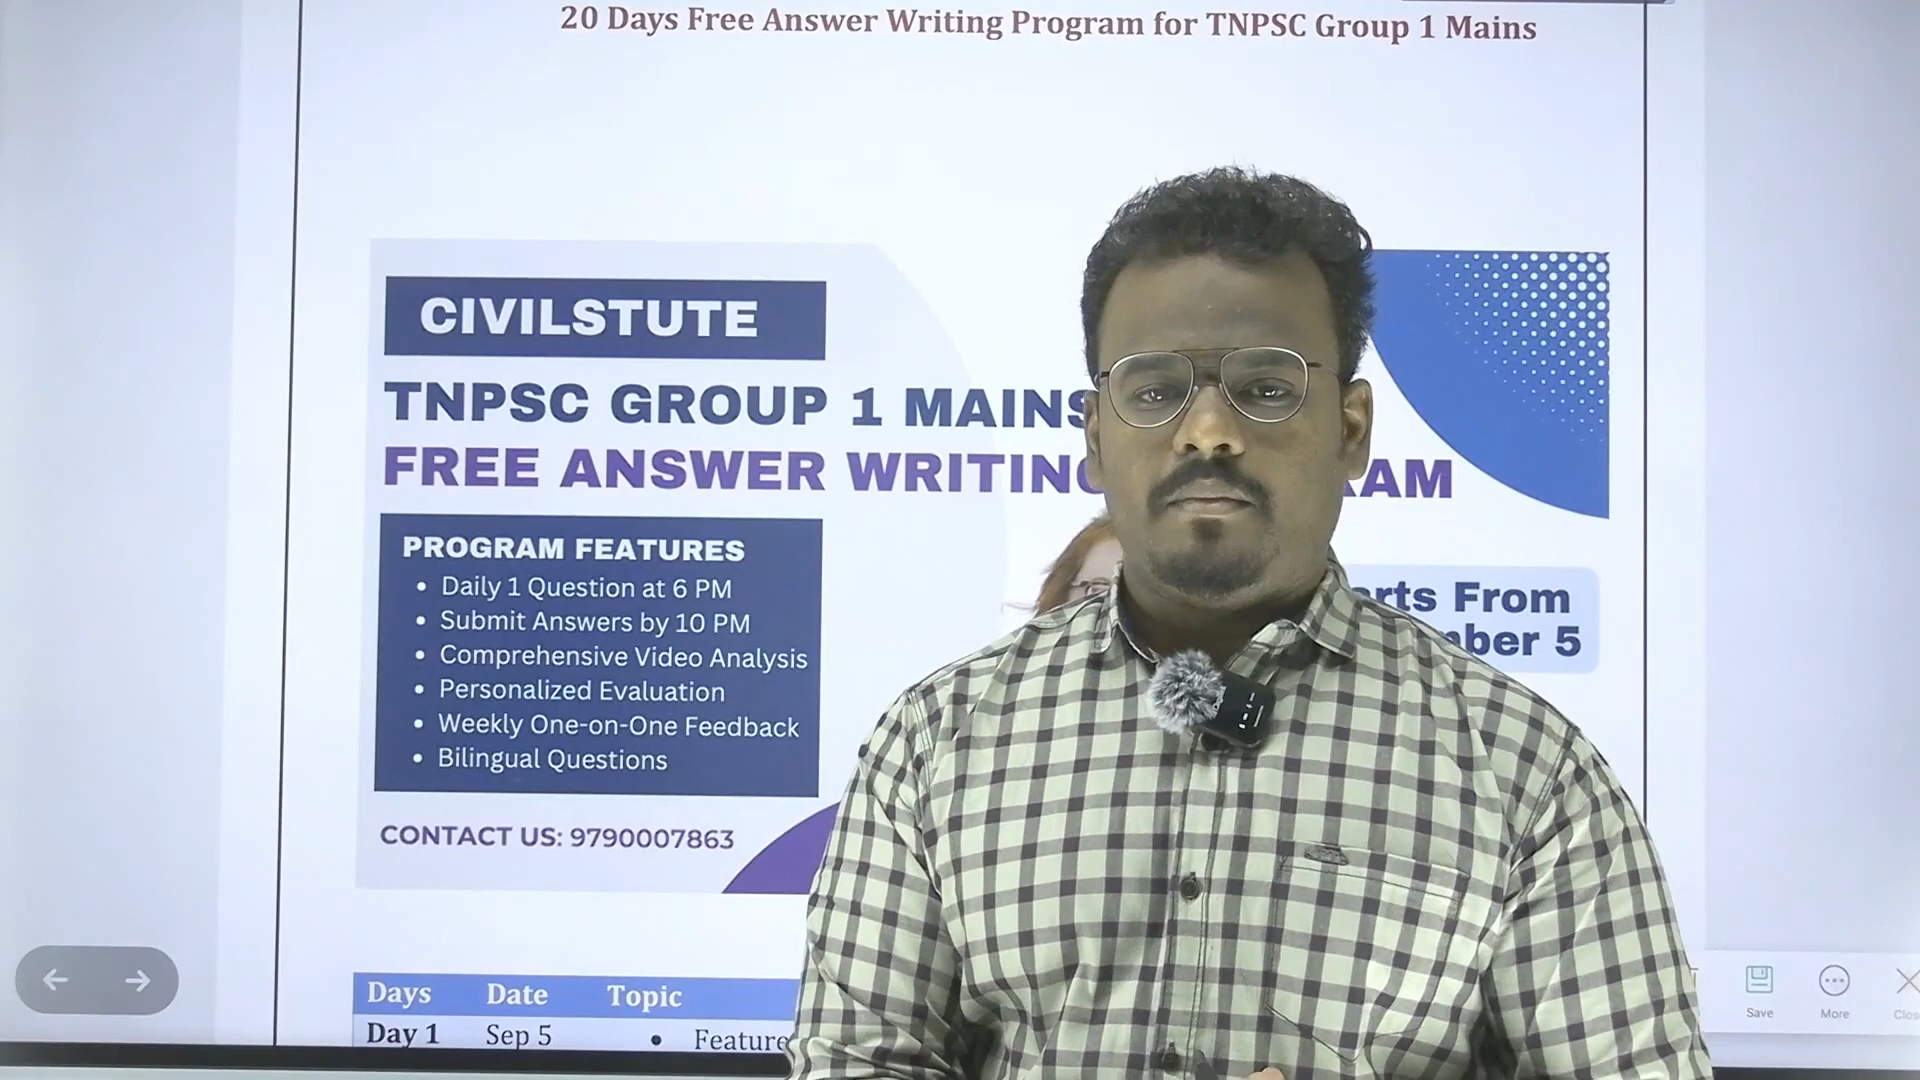 20 Days Free Answer Writing Program for TNPSC Group 1 Mains
CIVILSTUTE
TNPSC GROUP 1 MAINS
FREE ANSWER WRITING
PROGRAM FEATURES
• Daily 1 Question at 6 PM
• Submit Answers by 10 PM
• Comprehensive Video Analysis
• Personalized Evaluation
• Weekly One-on-One Feedback
• Bilingual Questions
From
5
CONTACT US: 9790007863
Days Date Topic
Day 1 Sep 5 • Feature
Save More